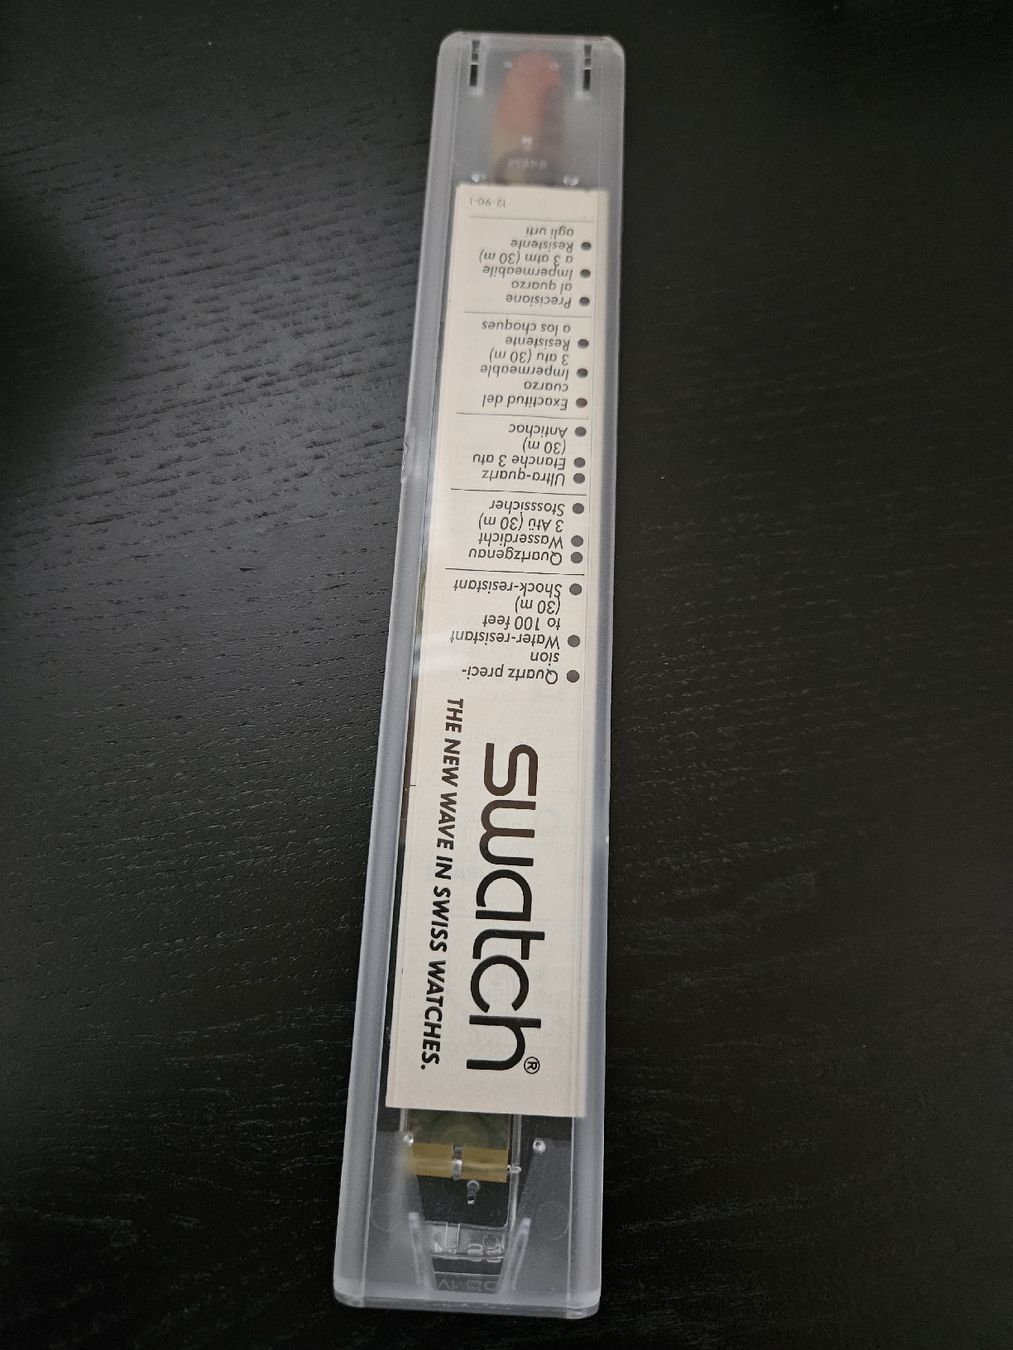 swatch®
THE NEW WAVE IN SWISS WATCHES.
● Quartz preci-
sion
● Water-resistant
to 100 feet
(30 m)
● Shock-resistant
● Quartzgenau
● Wasserdicht
3 Atü (30 m)
● Stosssicher
● Ultra-quartz
● Etanche 3 atu
(30 m)
● Antichoc
● Exactitud del
cuarzo
● Impermeable
3 atu (30 m)
● Resistente
a los choques
● Precisione
al quarzo
● Impermeabile
a 3 atm (30 m)
● Resistente
agli urti
12-90-1